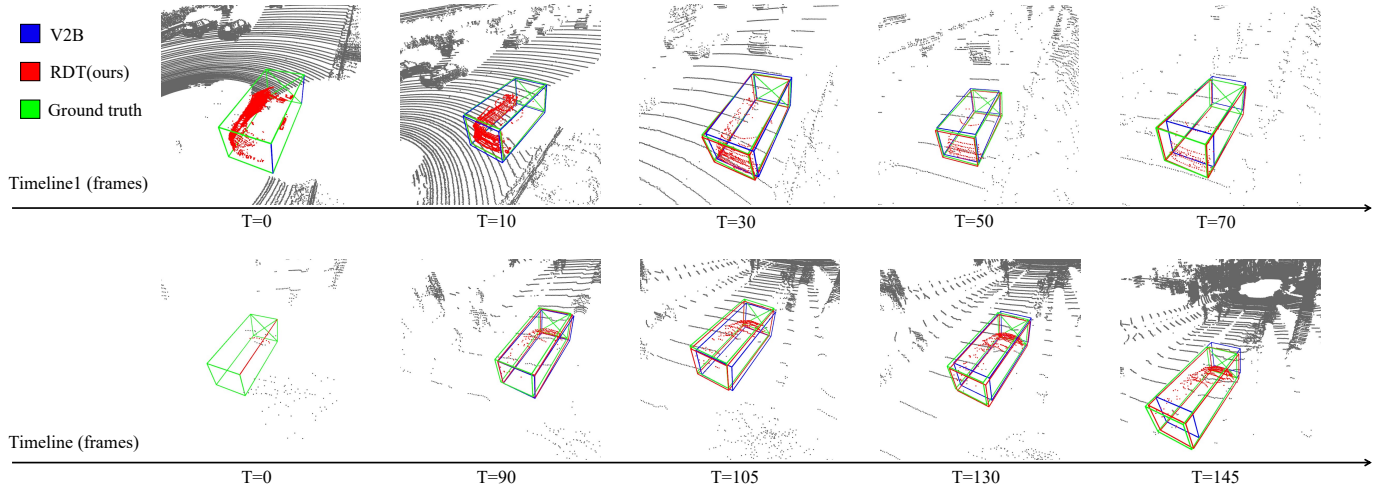 V2B
RDT(ours)
Ground truth
Timeline1 (frames)
T=0 T=10 T=30 T=50 T=70
Timeline (frames)
T=0 T=90 T=105 T=130 T=145